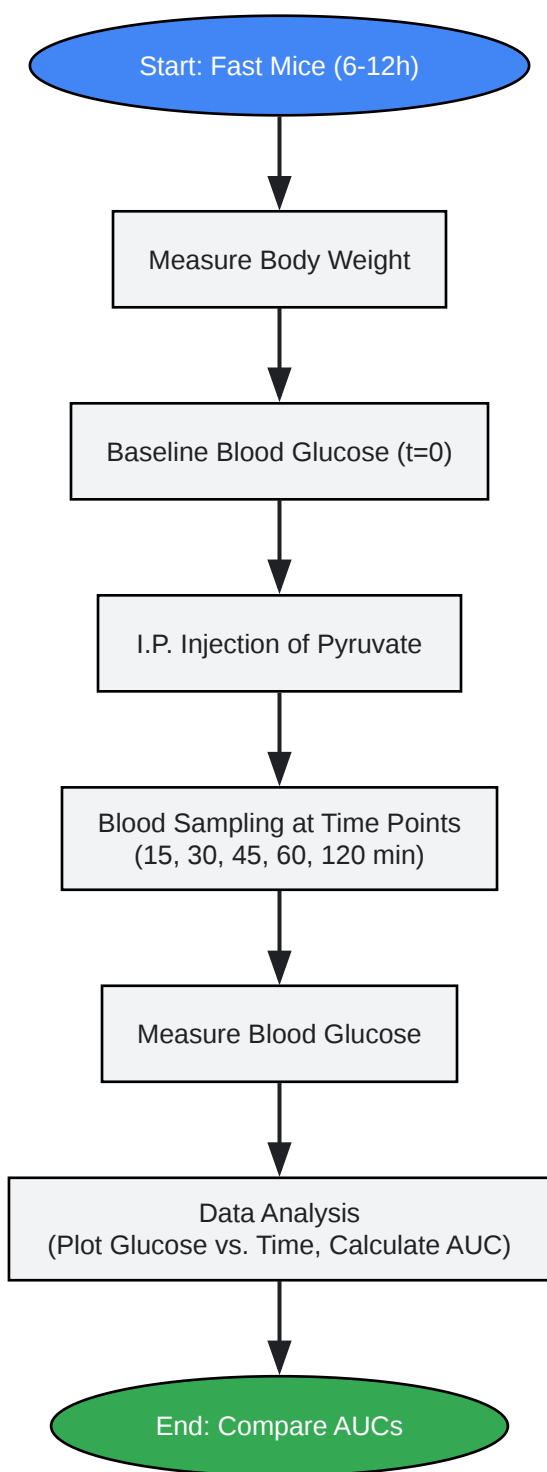 Start: Fast Mice (6-12h)
Measure Body Weight
Baseline Blood Glucose (t=0)
I.P. Injection of Pyruvate
Blood Sampling at Time Points
(15, 30, 45, 60, 120 min)
Measure Blood Glucose
Data Analysis
(Plot Glucose vs. Time, Calculate AUC)
End: Compare AUCs